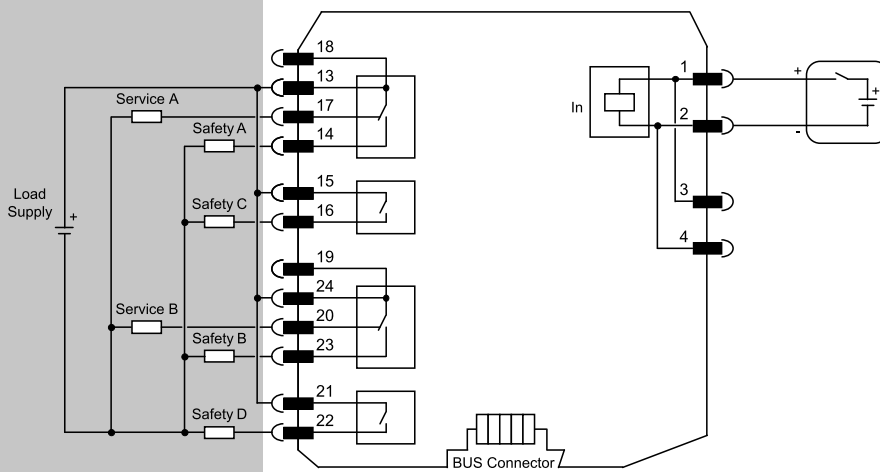 18
13
Service A
17
Safety A
14
15
Safety C
16
Load
Supply
+
19
24
Service B
20
Safety B
23
21
Safety D
22
In
1
+
+
2
-
3
4
BUS Connector